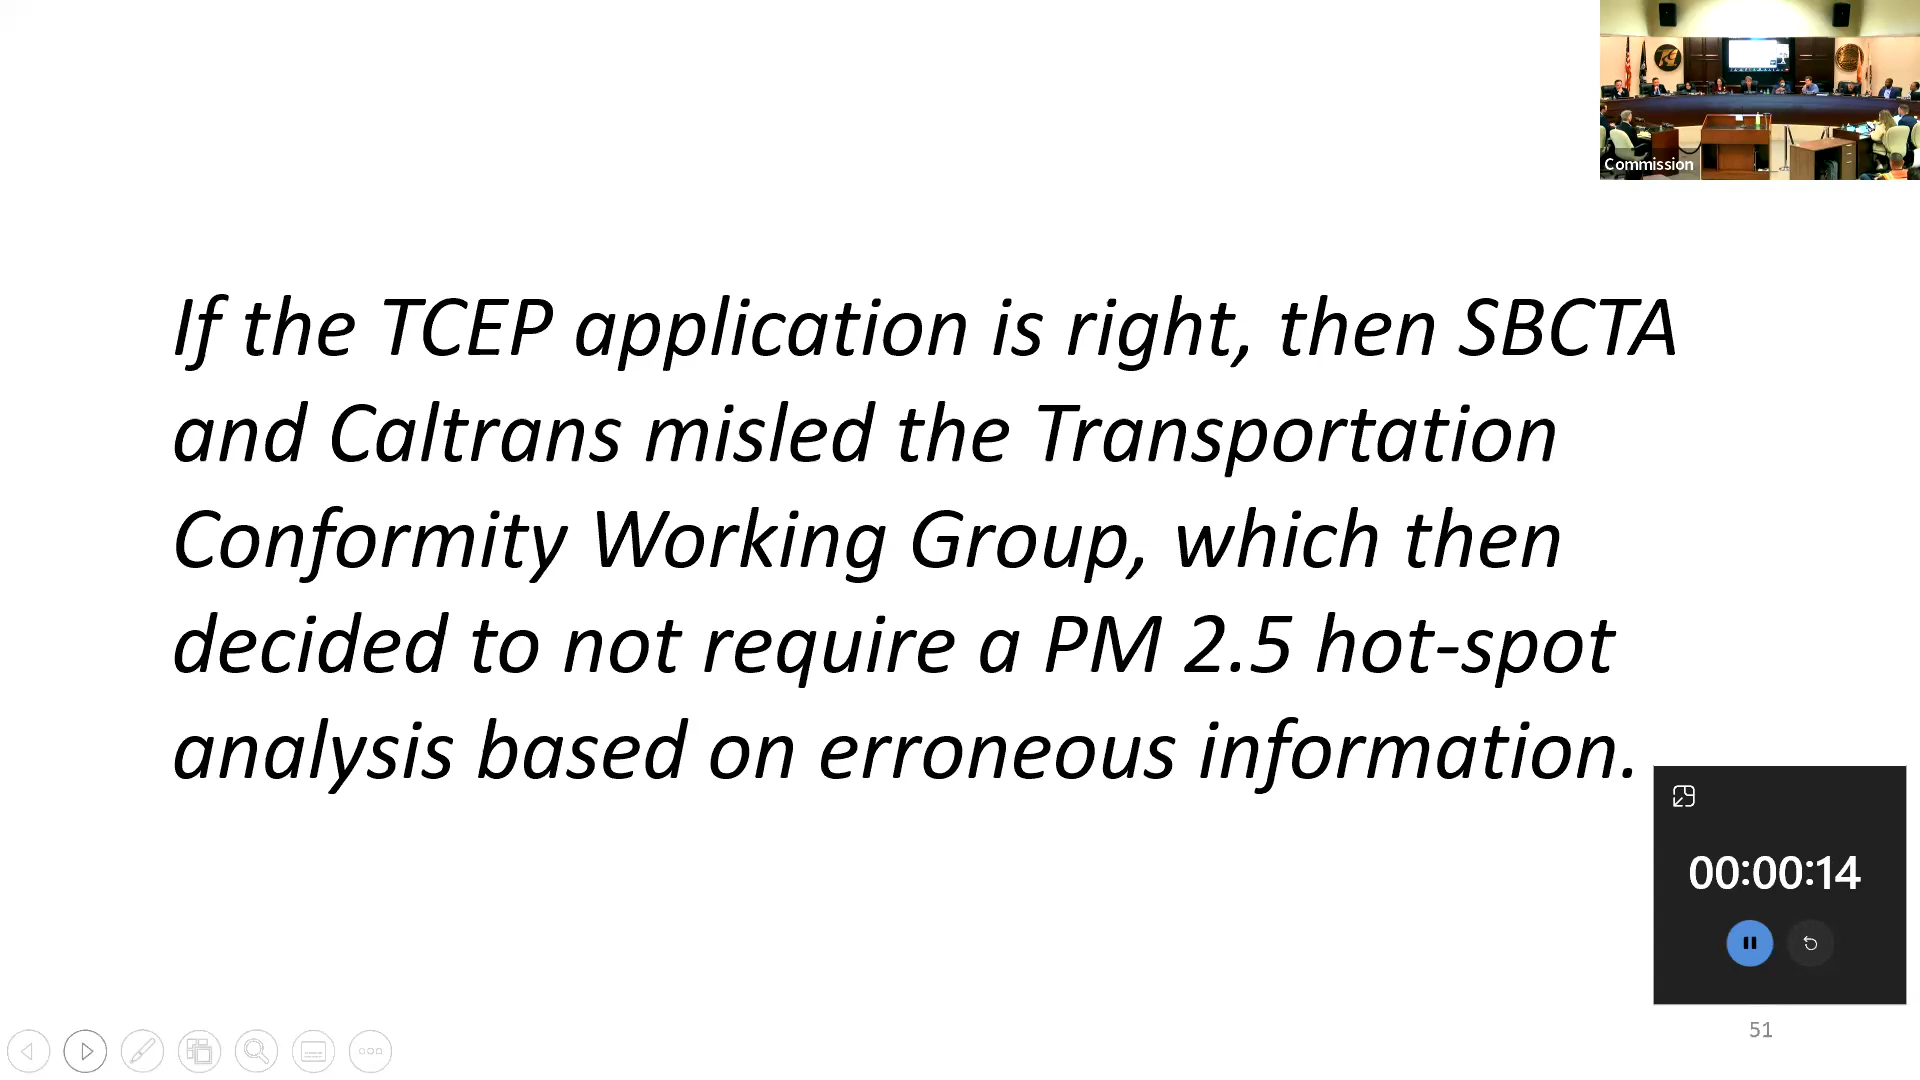 Commission
If the TCEP application is right, then SBCTA
and Caltrans misled the Transportation
Conformity Working Group, which then
decided to not require a PM 2.5 hot-spot
analysis based on erroneous information.
00:00:14
51